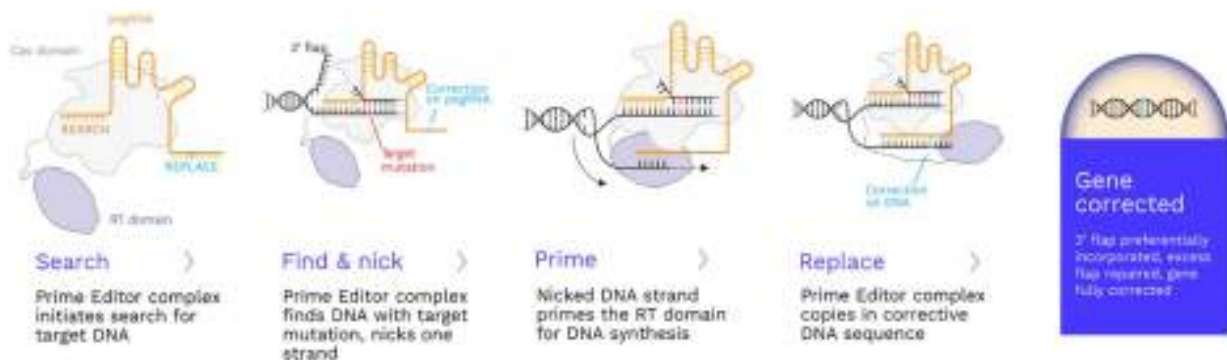 pegRNA
Cas domain
SEARCH
REPLACE
RT domain
Search
Prime Editor complex
initiates search for
target DNA
3' flap
Correction
on pegRNA
Target
mutation
Find & nick
Prime Editor complex
finds DNA with target
mutation, nicks one
strand
Prime
Nicked DNA strand
primes the RT domain
for DNA synthesis
Correction
on DNA
Replace
Prime Editor complex
copies in corrective
DNA sequence
Gene
corrected
3' flap preferentially
incorporated, excess
flap repaired, gene
fully corrected